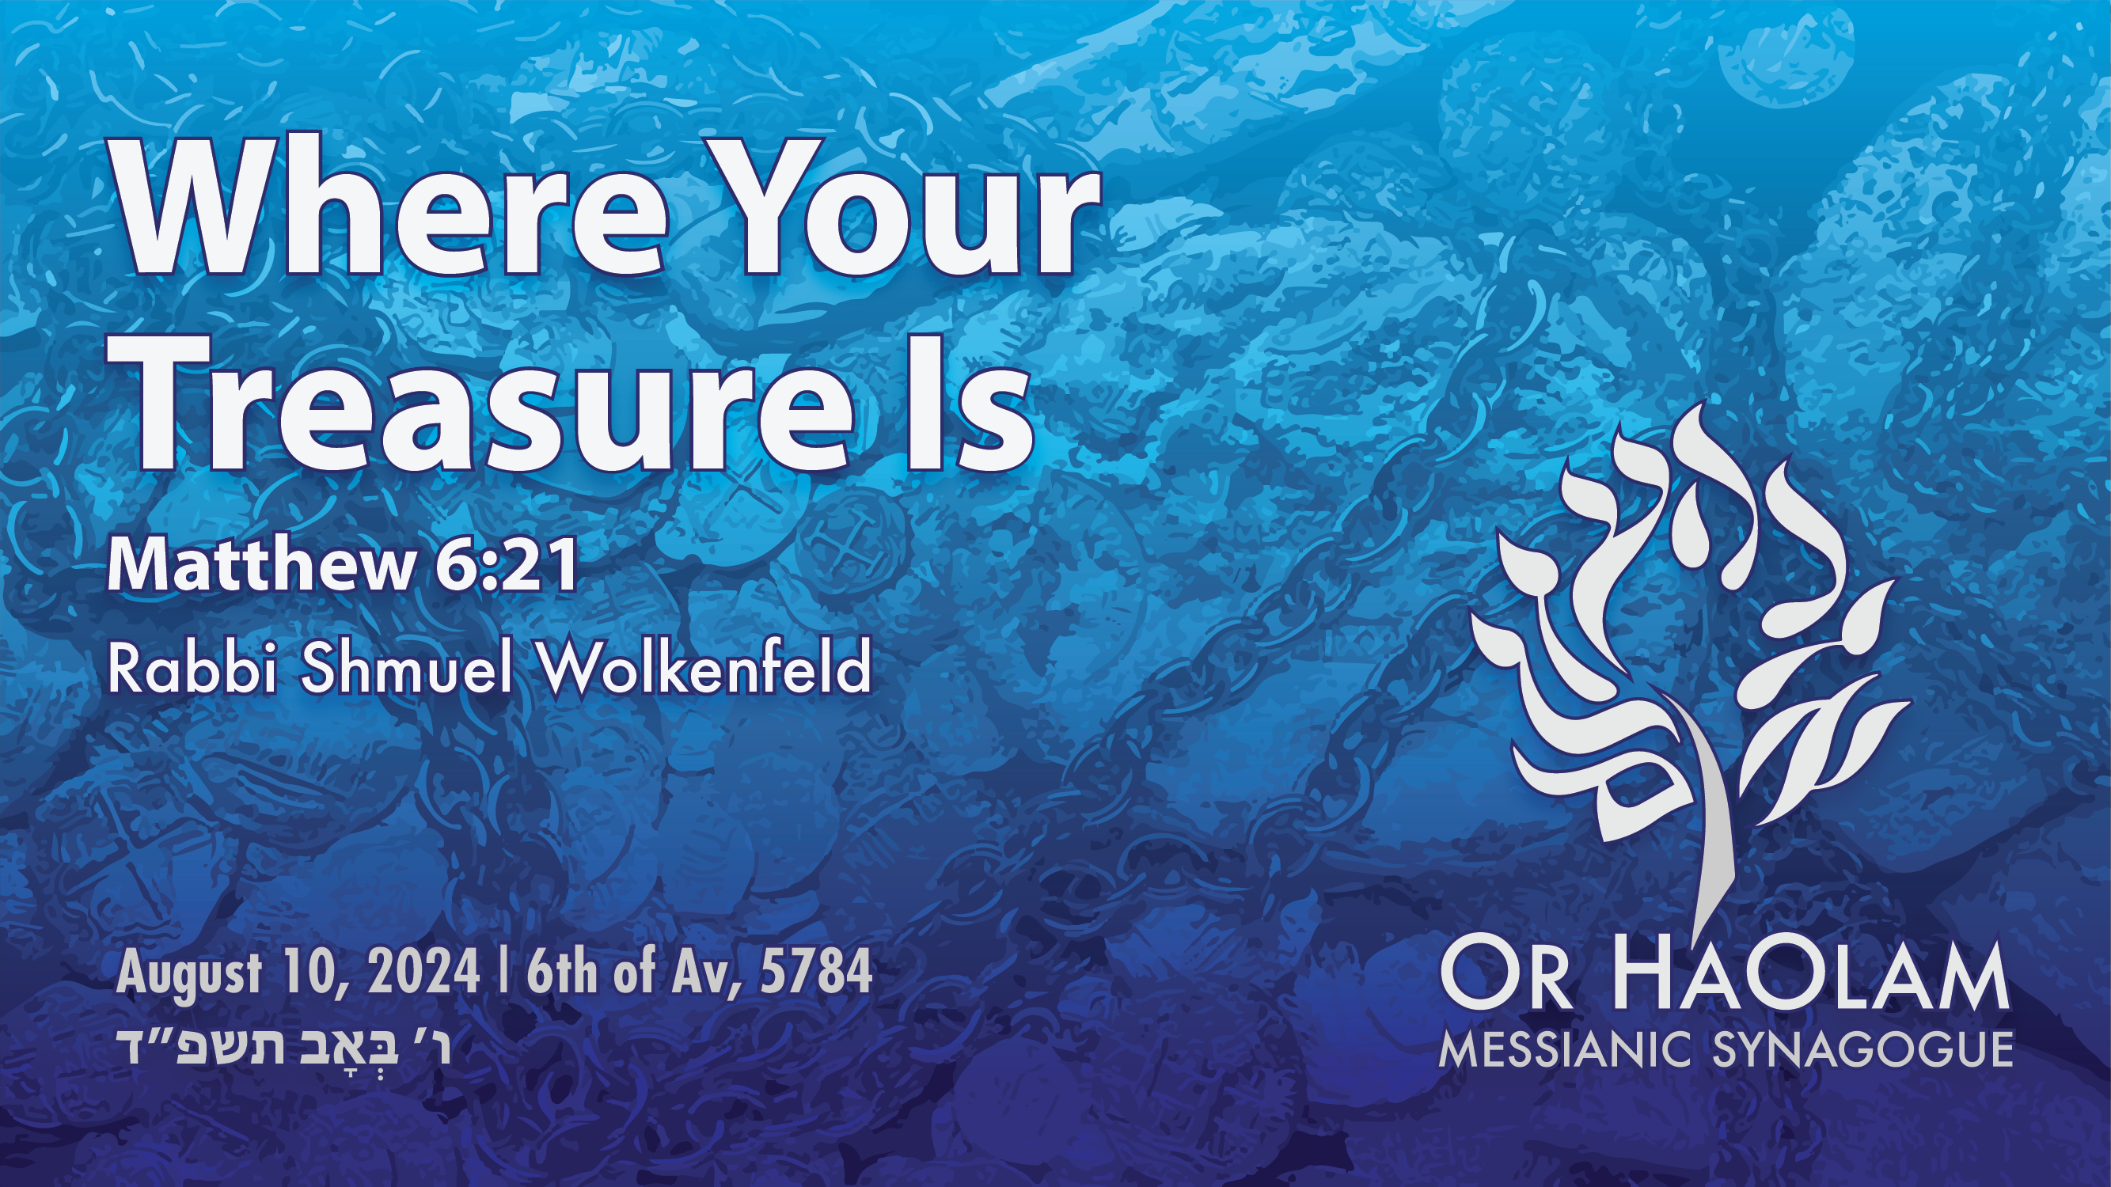 Where Your
Treasure Is
Matthew 6:21
Rabbi Shmuel Wolkenfeld
August 10, 2024 | 6th of Av, 5784
ו׳ בְּאָב תשפ״ד
OR HAOLAM
MESSIANIC SYNAGOGUE